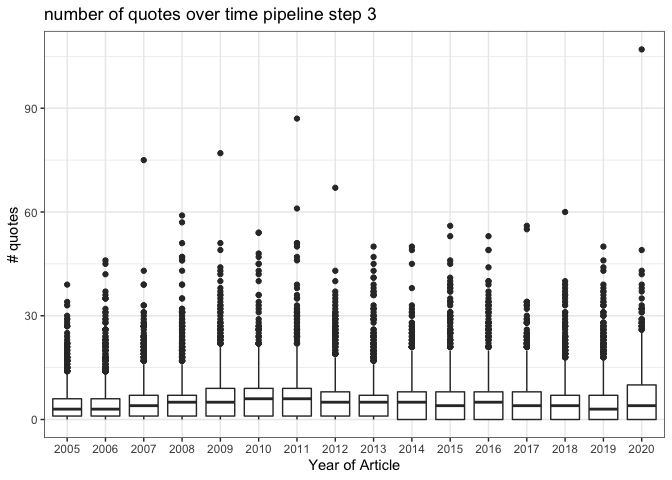 number of quotes over time pipeline step 3
# quotes
90
60
30
0
2005 2006 2007 2008 2009 2010 2011 2012 2013 2014 2015 2016 2017 2018 2019 2020
Year of Article